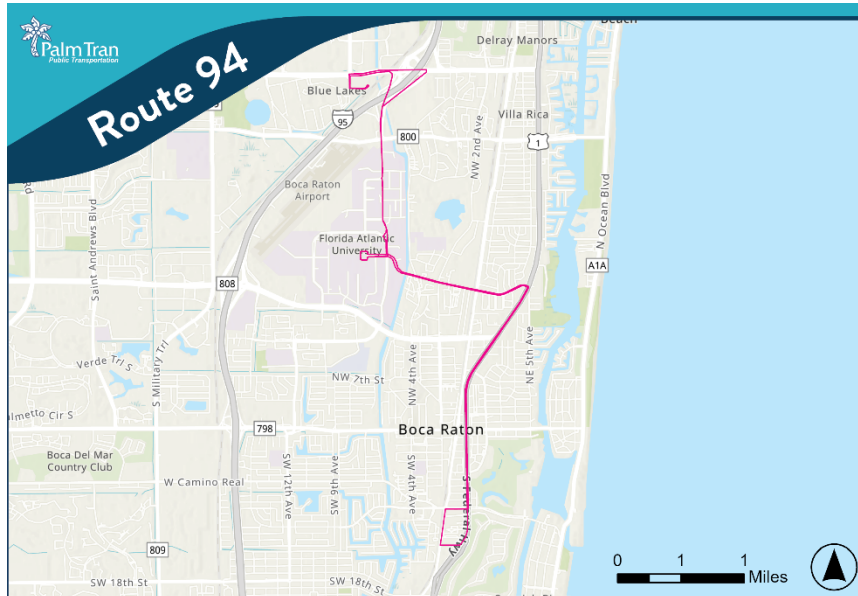 Beach
Palm Tran
Public Transportation
Delray Manors
Route 94
Blue Lakes
95
Villa Rica
800
1
NW 2nd Ave
Boca Raton
Airport
Rd
Saint Andrews Blvd
Florida Atlantic
University
N Ocean Blvd
A1A
808
S Military Trl
Verde Trl S
NE 5th Ave
NW 7th St
NW 4th Ave
Palmetto Cir S
798
Boca Raton
Boca Del Mar
Country Club
W Camino Real
SW 12th Ave
SW 9th Ave
SW 4th Ave
S Federal Hwy
809
SW 18th St
SW 18th St
0 1 1
Miles